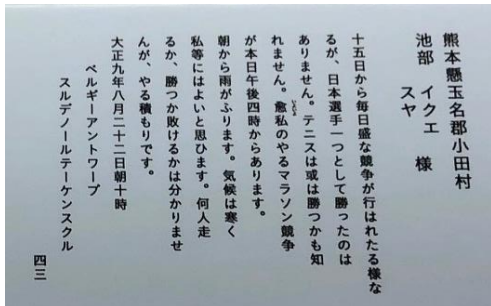 熊本縣玉名郡小田村
池部　イクエ　様
スヤ
十五日から毎日盛な競争が行はれたる様な
るが、日本選手一つとして勝ったのは
ありません。テニスは或は勝つかも知
れません。愈私のやるマラソン競争
が本日午後四時からあります。
朝から雨がふります。気候は寒く
私等にはよいと思ひます。何人走
るか、勝つか敗けるかは分かりませ
んが、やる積もりです。
大正九年八月二十二日朝十時
ベルギーアントワープ
スルデノールテーケンスクル
四三